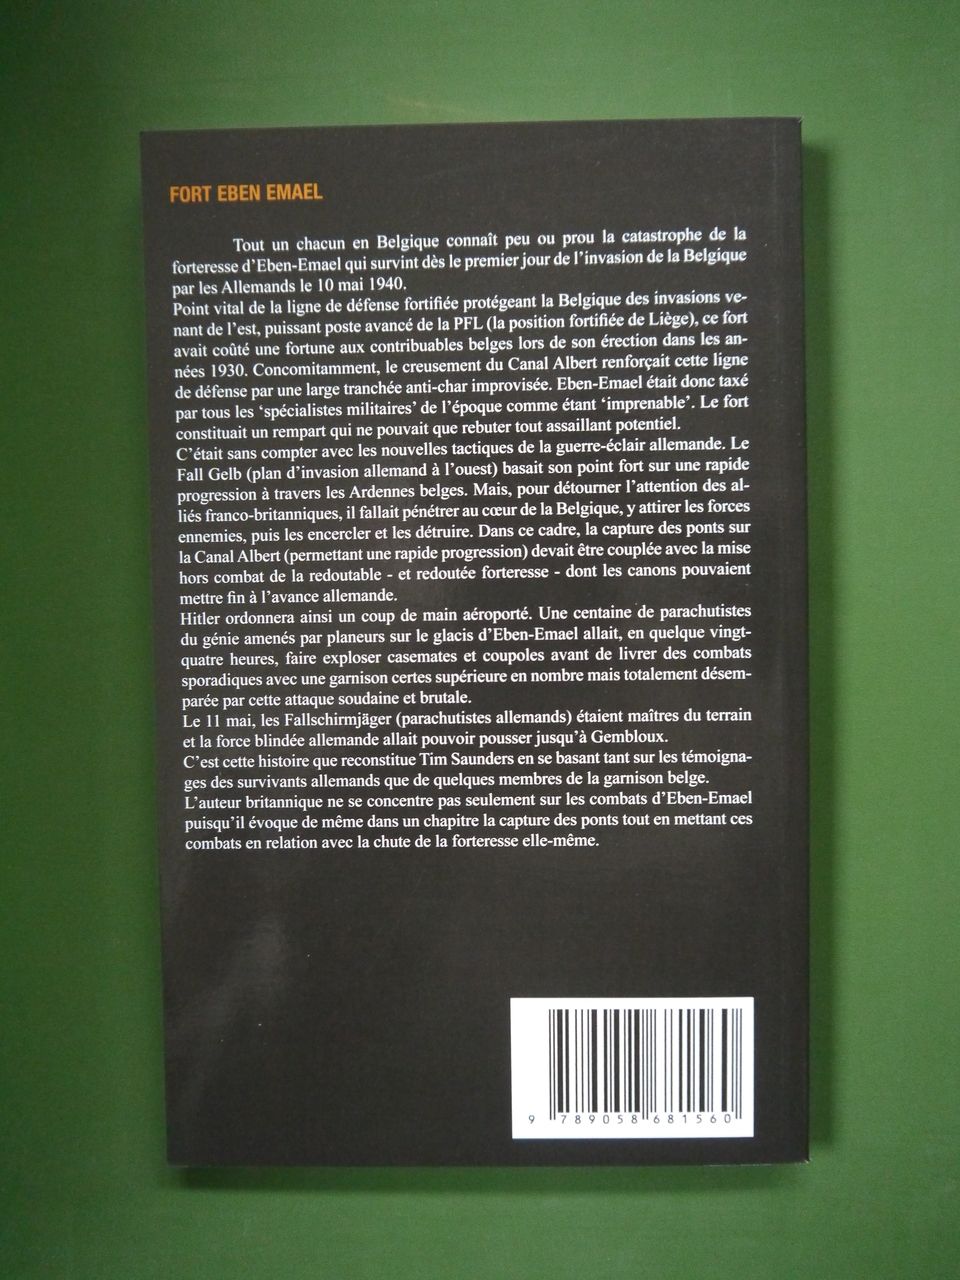 FORT EBEN EMAEL
Tout un chacun en Belgique connaît peu ou prou la catastrophe de la
forteresse d'Eben-Emael qui survint dès le premier jour de l'invasion de la Belgique
par les Allemands le 10 mai 1940.
Point vital de la ligne de défense fortifiée protégeant la Belgique des invasions ve-
nant de l'est, puissant poste avancé de la PFL (la position fortifiée de Liège), ce fort
avait coûté une fortune aux contribuables belges lors de son érection dans les an-
nées 1930. Concomitamment, le creusement du Canal Albert renforçait cette ligne
de défense par une large tranchée anti-char improvisée. Eben-Emael était donc taxé
par tous les 'spécialistes militaires' de l'époque comme étant 'imprenable'. Le fort
constituait un rempart qui ne pouvait que rebuter tout assaillant potentiel.
C'était sans compter avec les nouvelles tactiques de la guerre-éclair allemande. Le
Fall Gelb (plan d'invasion allemand à l'ouest) basait son point fort sur une rapide
progression à travers les Ardennes belges. Mais, pour détourner l'attention des al-
liés franco-britanniques, il fallait pénétrer au cœur de la Belgique, y attirer les forces
ennemies, puis les encercler et les détruire. Dans ce cadre, la capture des ponts sur
la Canal Albert (permettant une rapide progression) devait être couplée avec la mise
hors combat de la redoutable - et redoutée forteresse - dont les canons pouvaient
mettre fin à l'avance allemande.
Hitler ordonnera ainsi un coup de main aéroporté. Une centaine de parachutistes
du génie amenés par planeurs sur le glacis d'Eben-Emael allait, en quelque vingt-
quatre heures, faire exploser casemates et coupoles avant de livrer des combats
sporadiques avec une garnison certes supérieure en nombre mais totalement désem-
parée par cette attaque soudaine et brutale.
Le 11 mai, les Fallschirmjäger (parachutistes allemands) étaient maîtres du terrain
et la force blindée allemande allait pouvoir pousser jusqu'à Gembloux.
C'est cette histoire que reconstitue Tim Saunders en se basant tant sur les témoigna-
ges des survivants allemands que de quelques membres de la garnison belge.
L'auteur britannique ne se concentre pas seulement sur les combats d'Eben-Emael
puisqu'il évoque de même dans un chapitre la capture des ponts tout en mettant ces
combats en relation avec la chute de la forteresse elle-même.
9 789058 681560